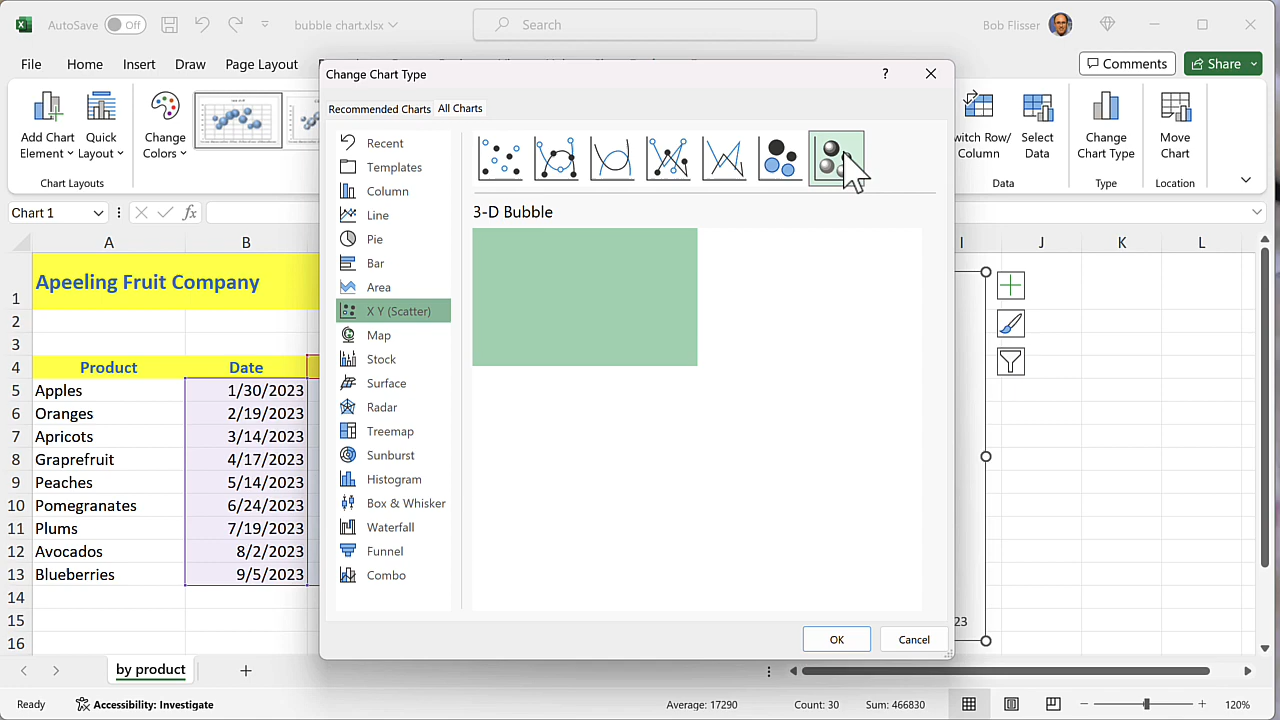 AutoSave Off bubble chart.xlsx Search Bob Flisser
File Home Insert Draw Page Layout Comments Share
Add Chart Element
Quick Layout
Change Colors
Chart Layouts
witch Row/ Column
Select Data
Data
Change Chart Type
Type
Move Chart
Location
Chart 1 fx
Change Chart Type ?
Recommended Charts All Charts
Recent
Templates
Column
Line
Pie
Bar
Area
X Y (Scatter)
Map
Stock
Surface
Radar
Treemap
Sunburst
Histogram
Box & Whisker
Waterfall
Funnel
Combo
3-D Bubble
OK Cancel
A B I J K L
1 Apeeling Fruit Company
2
3
4 Product Date
5 Apples 1/30/2023
6 Oranges 2/19/2023
7 Apricots 3/14/2023
8 Graprefruit 4/17/2023
9 Peaches 5/14/2023
10 Pomegranates 6/24/2023
11 Plums 7/19/2023
12 Avocados 8/2/2023
13 Blueberries 9/5/2023
14
15 23
16
by product
Ready Accessibility: Investigate Average: 17290 Count: 30 Sum: 466830 120%